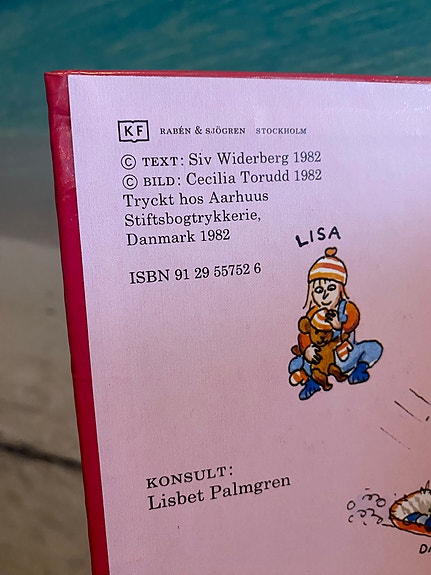 KF RABÉN & SJÖGREN STOCKHOLM
© TEXT: Siv Widerberg 1982
© BILD: Cecilia Torudd 1982
Tryckt hos Aarhuus
Stiftsbogtrykkerie,
Danmark 1982
LISA
ISBN 91 29 55752 6
KONSULT:
Lisbet Palmgren